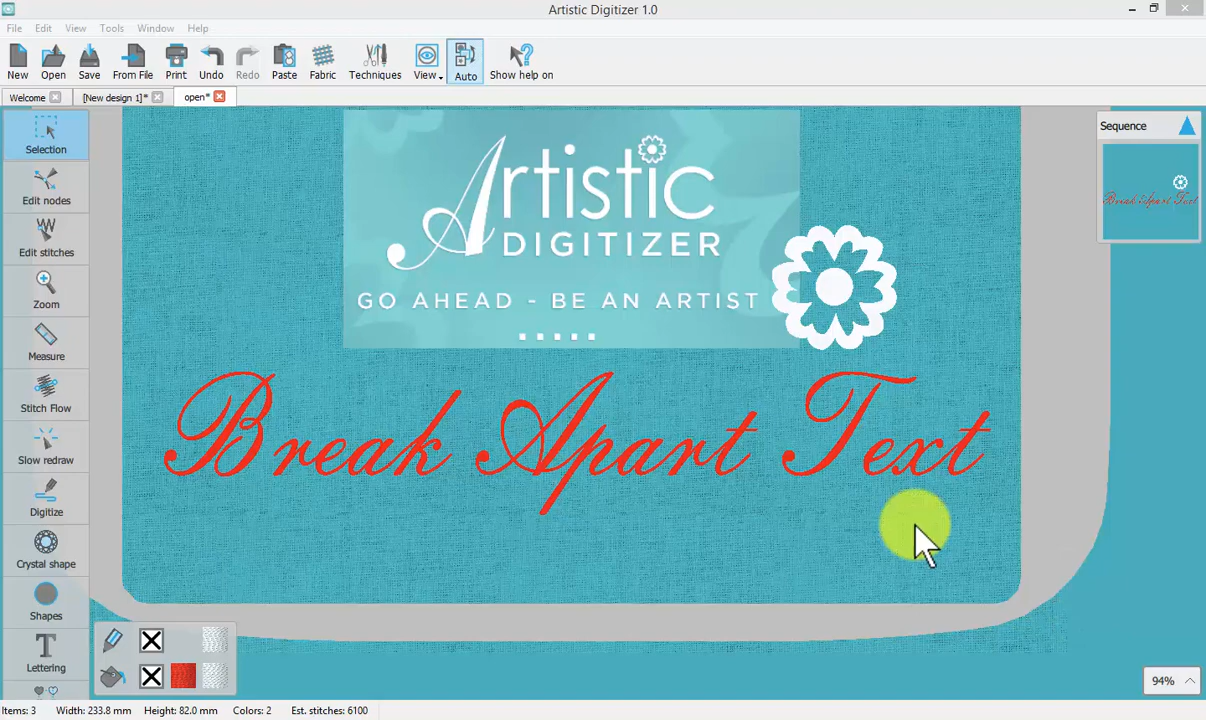 Artistic Digitizer 1.0
File Edit View Tools Window Help
New Open Save From File Print Undo Redo Paste Fabric Techniques View Auto Show help on
Welcome [New design 1]* open*
Selection
Edit nodes
Edit stitches
Zoom
Measure
Stitch Flow
Slow redraw
Digitize
Crystal shape
Shapes
Lettering
Artistic
DIGITIZER
GO AHEAD - BE AN ARTIST
Break Apart Text
Sequence
Break Apart Text
94%
Items: 3 Width: 233.8 mm Height: 82.0 mm Colors: 2 Est. stitches: 6100